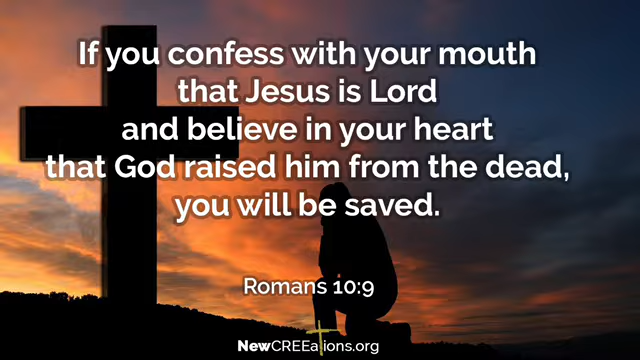 If you confess with your mouth
that Jesus is Lord
and believe in your heart
that God raised him from the dead,
you will be saved.
Romans 10:9
NewCREEations.org